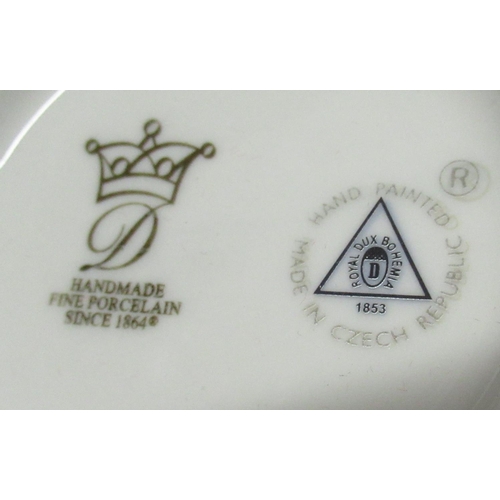 D
HANDMADE
FINE PORCELAIN
SINCE 1864®
®
HAND PAINTED
MADE IN CZECH REPUBLIC
ROYAL DUX BOHEMIA
D
1853